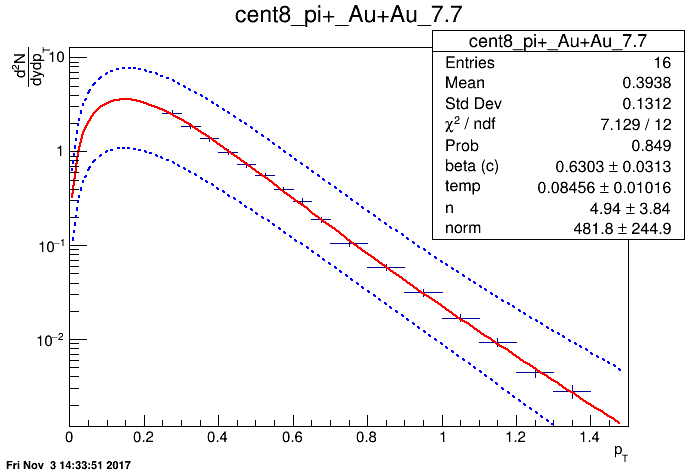 cent8_pi+_Au+Au_7.7
d²N
dydp_T
cent8_pi+_Au+Au_7.7
Entries 16
Mean 0.3938
Std Dev 0.1312
χ² / ndf 7.129 / 12
Prob 0.849
beta (c) 0.6303 ± 0.0313
temp 0.08456 ± 0.01016
n 4.94 ± 3.84
norm 481.8 ± 244.9
10
1
10⁻¹
10⁻²
0 0.2 0.4 0.6 0.8 1 1.2 1.4
p_T
Fri Nov 3 14:33:51 2017